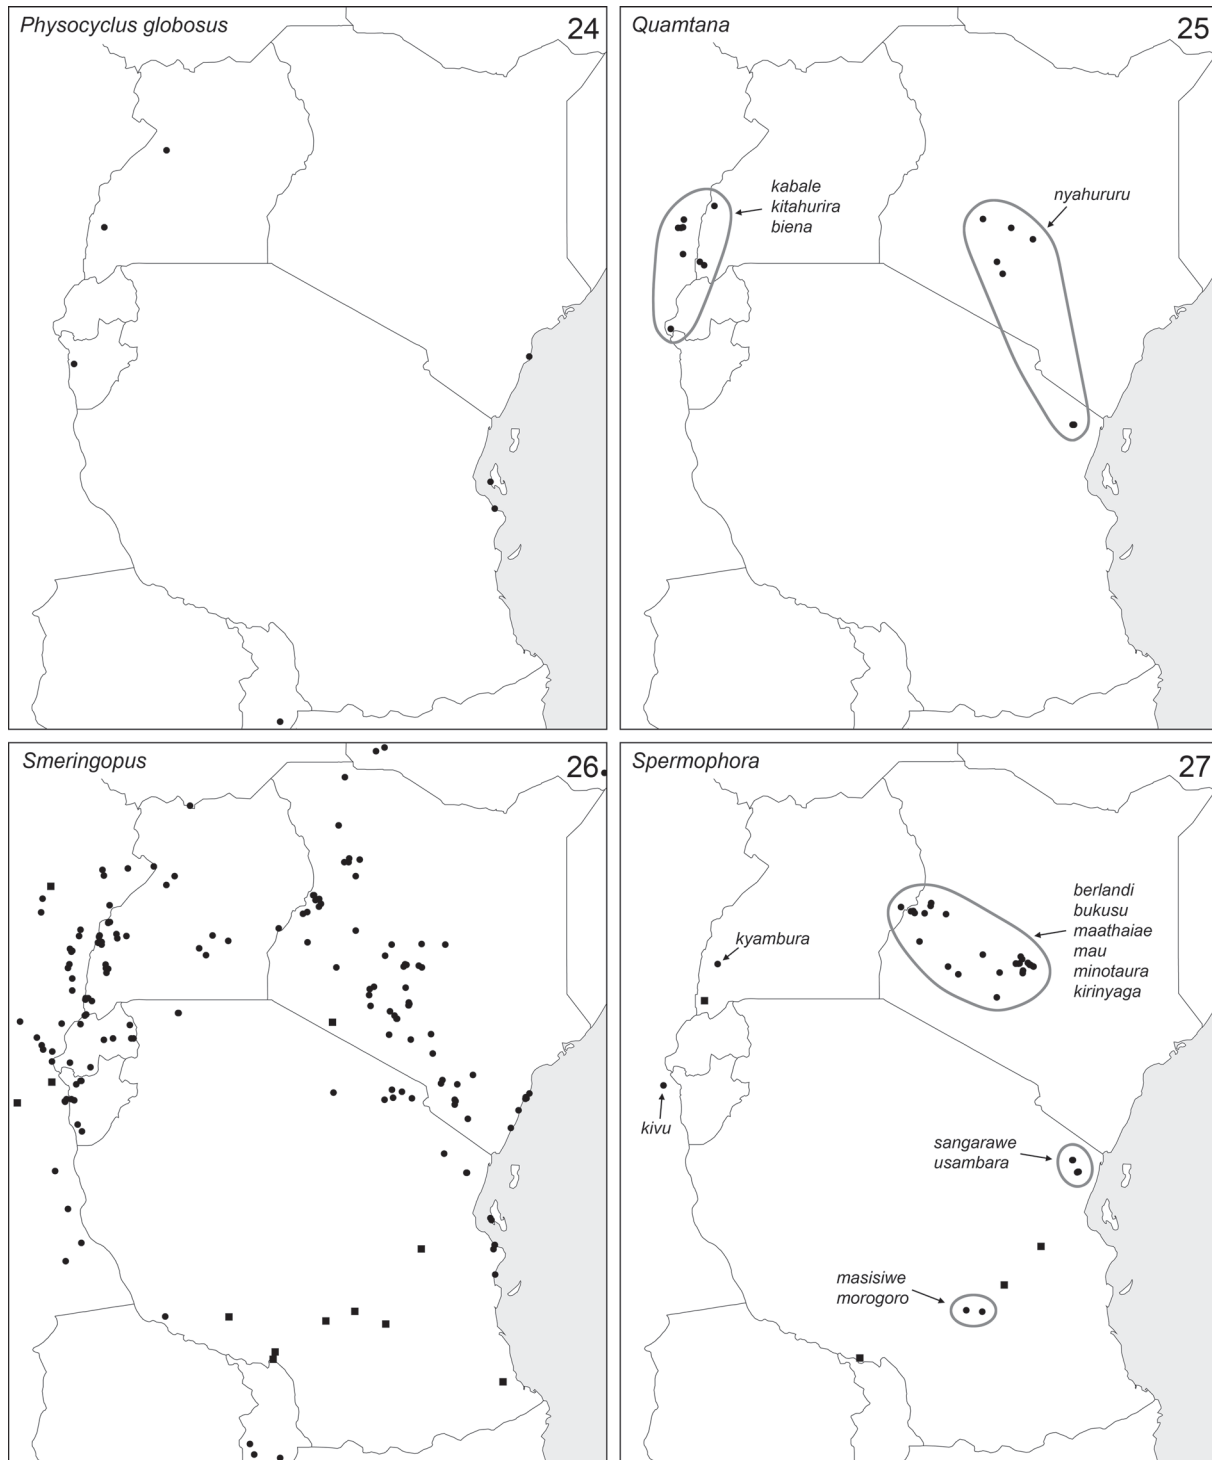 Physocyclus globosus
24
Quamtana
25
kabale
kitahurira
biena
nyahururu
Smeringopus
26
Spermophora
27
berlandi
bukusu
maathaiae
mau
minotaura
kirinyaga
kyambura
kivu
sangarawe
usambara
masisiwe
morogoro